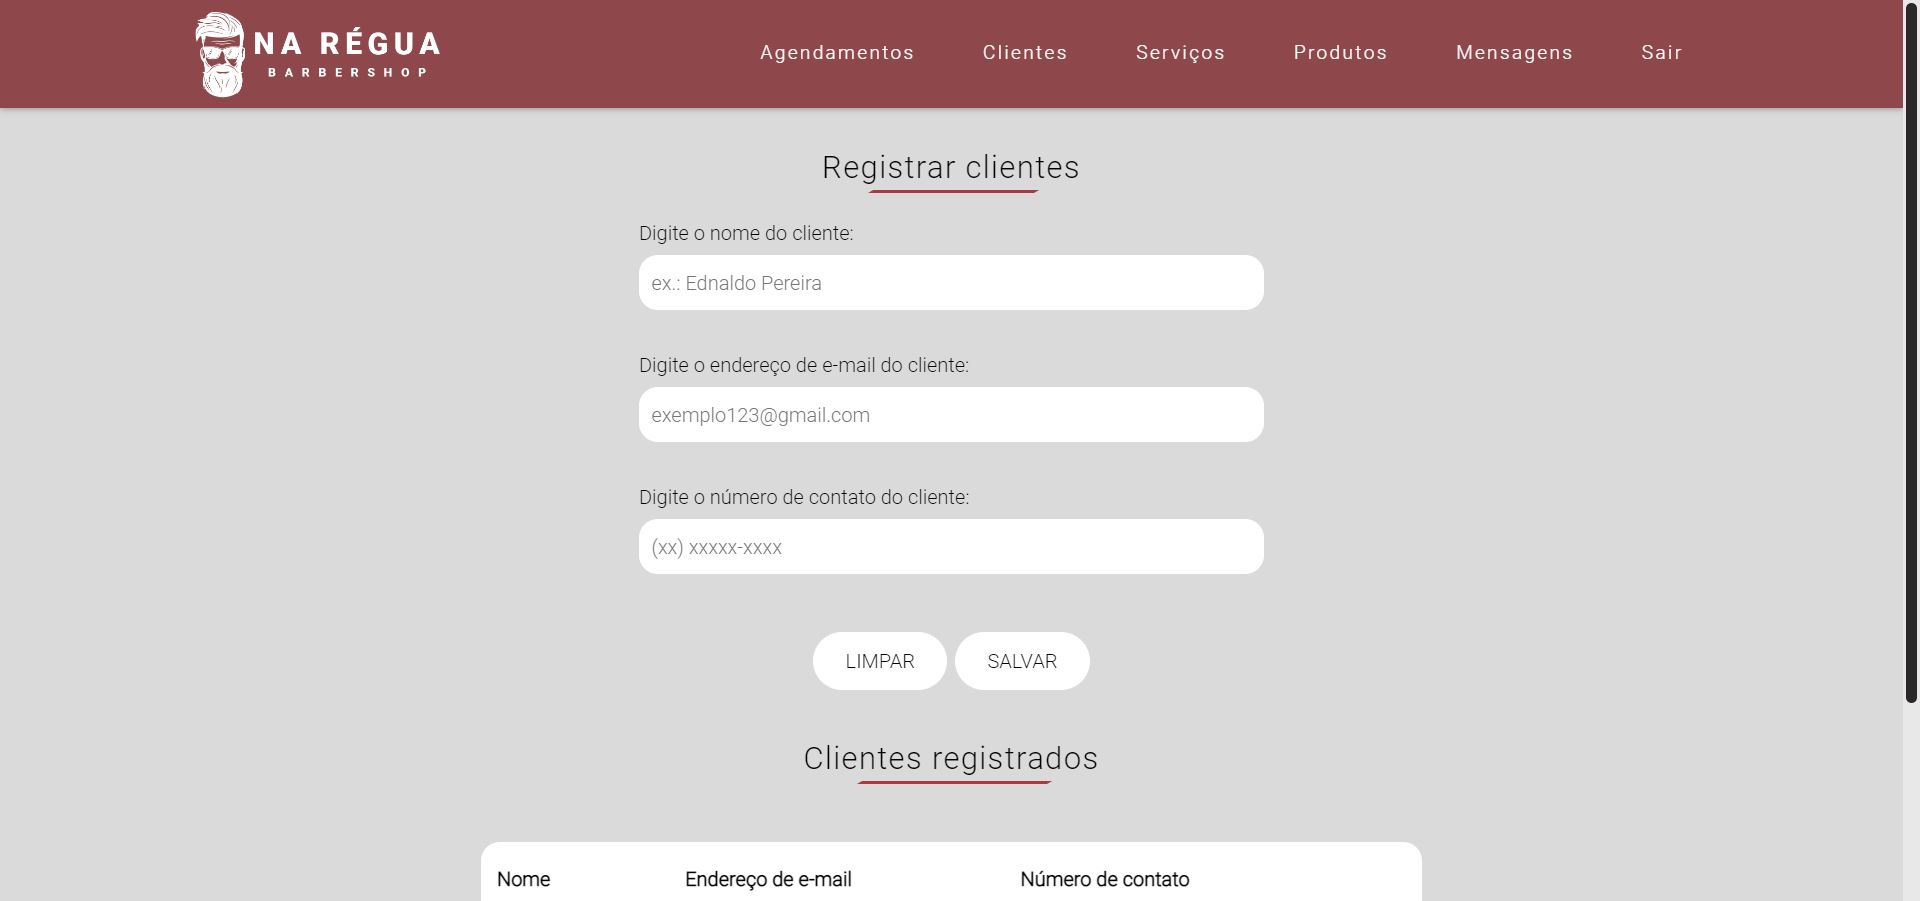 NA RÉGUA
BARBERSHOP
Agendamentos Clientes Serviços Produtos Mensagens Sair
Registrar clientes
Digite o nome do cliente:
ex.: Ednaldo Pereira
Digite o endereço de e-mail do cliente:
exemplo123@gmail.com
Digite o número de contato do cliente:
(xx) xxxxx-xxxx
LIMPAR SALVAR
Clientes registrados
Nome Endereço de e-mail Número de contato